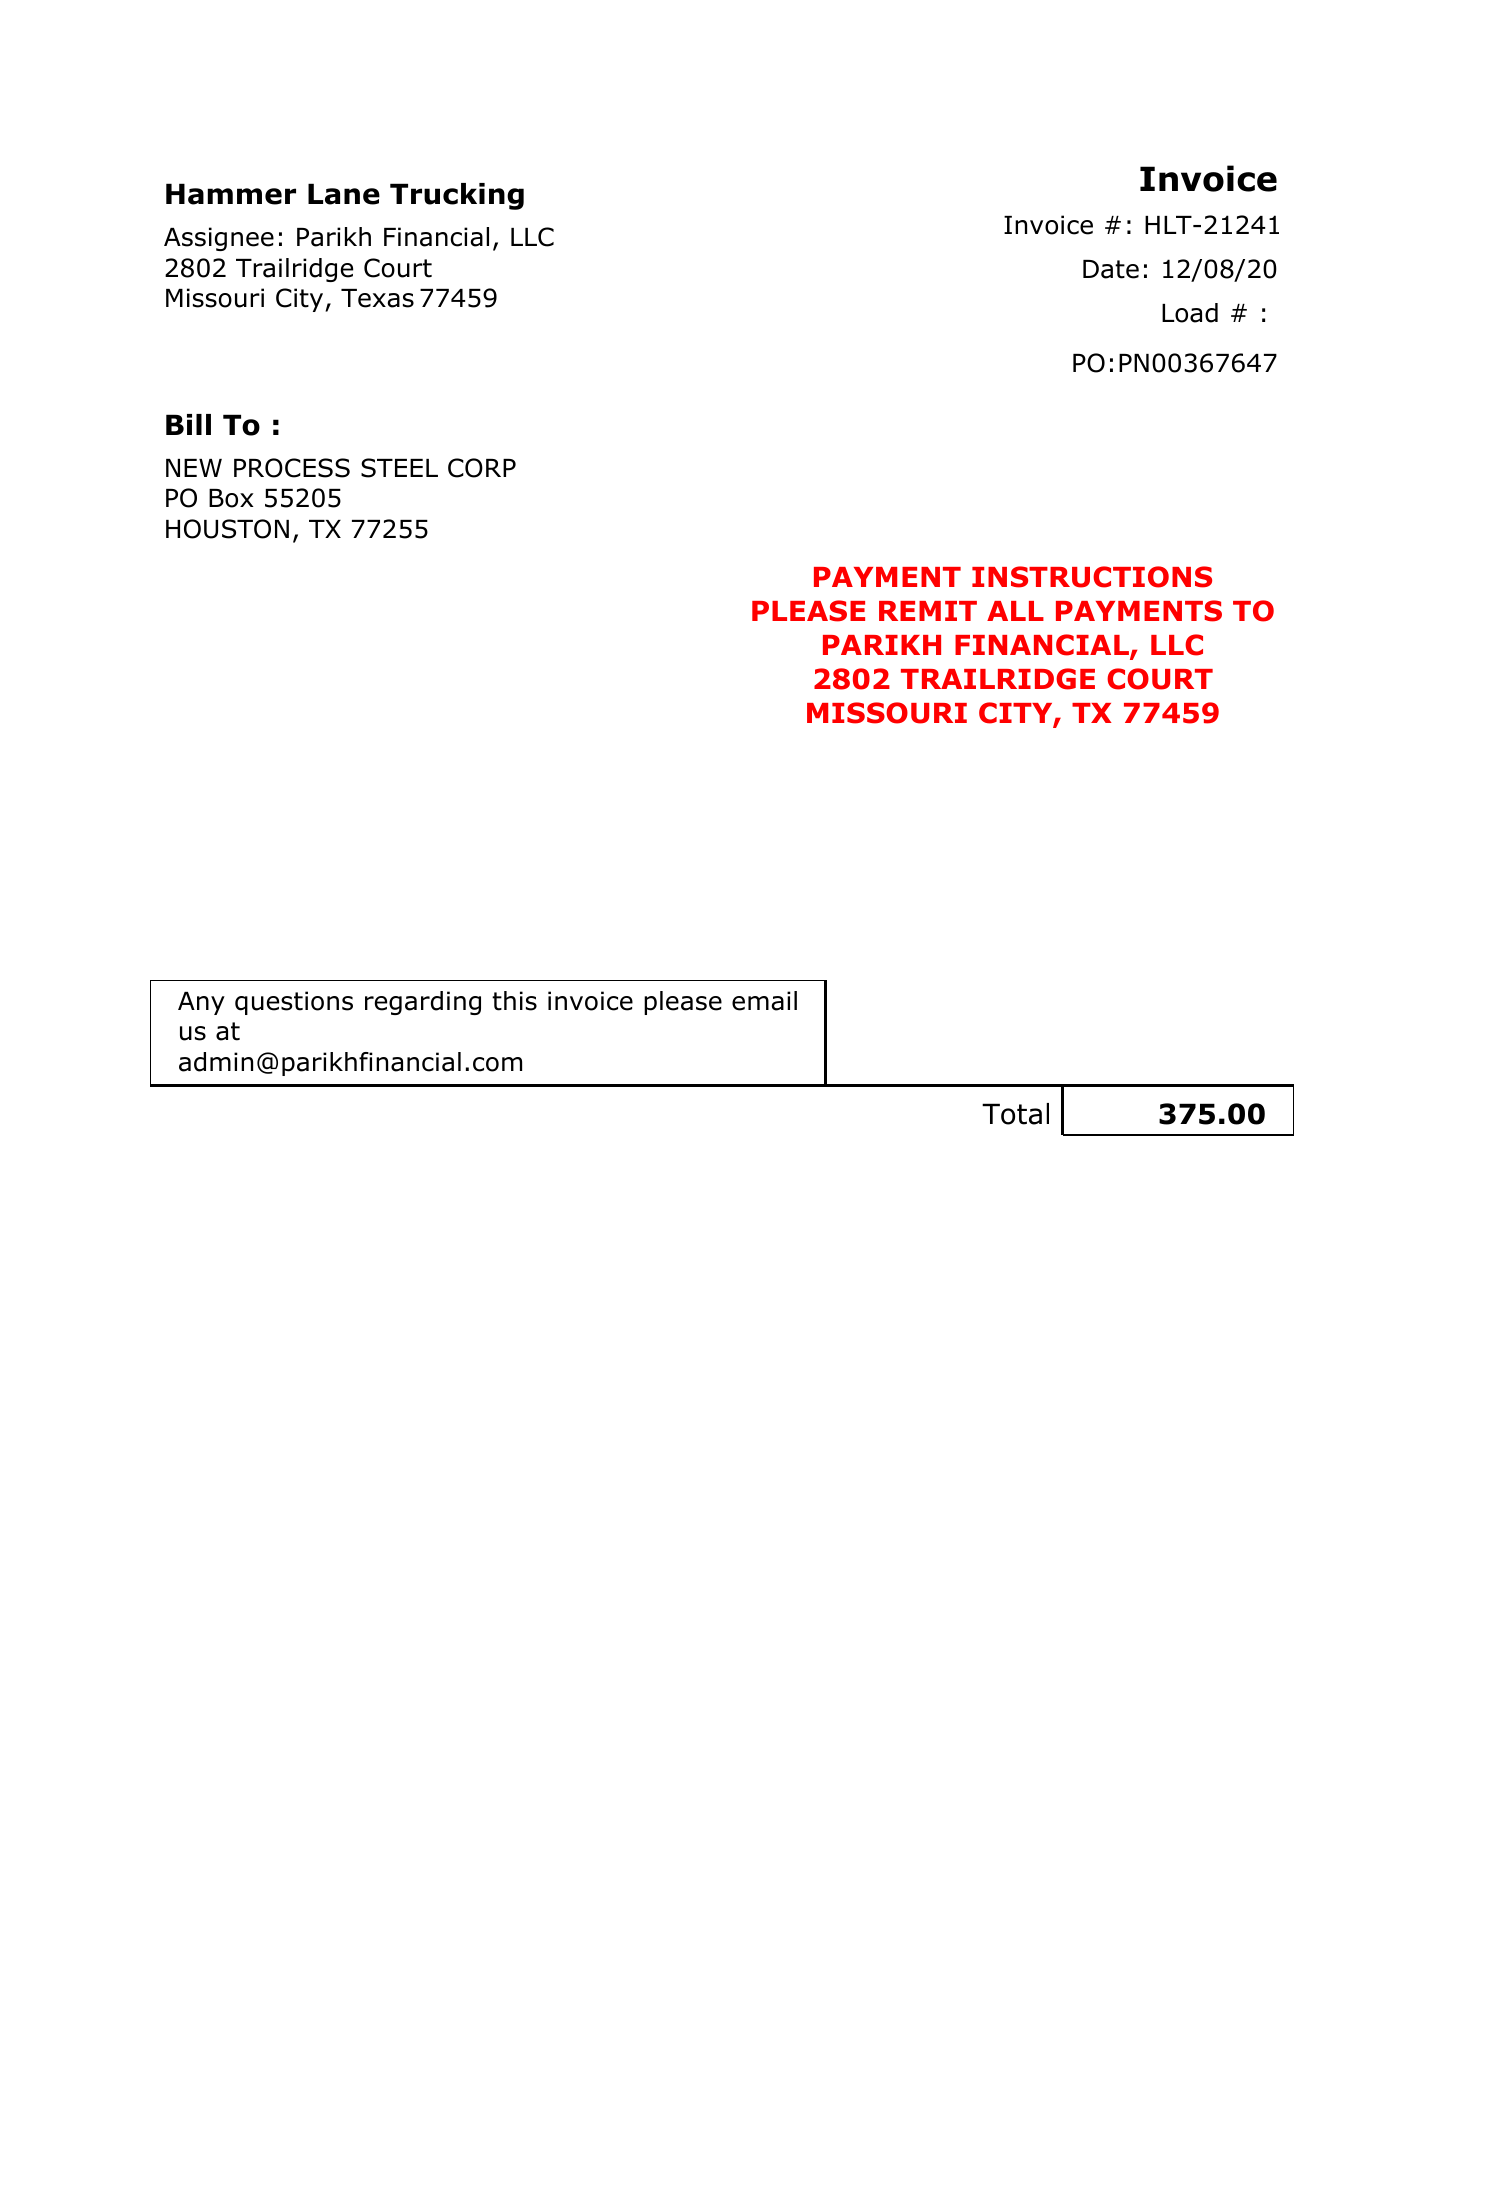 Hammer Lane Trucking
Assignee: Parikh Financial, LLC
2802 Trailridge Court
Missouri City, Texas 77459
Invoice
Invoice #: HLT-21241
Date: 12/08/20
Load # :
PO:PN00367647
Bill To :
NEW PROCESS STEEL CORP
PO Box 55205
HOUSTON, TX 77255
PAYMENT INSTRUCTIONS
PLEASE REMIT ALL PAYMENTS TO
PARIKH FINANCIAL, LLC
2802 TRAILRIDGE COURT
MISSOURI CITY, TX 77459
Any questions regarding this invoice please email
us at
admin@parikhfinancial.com
Total 375.00